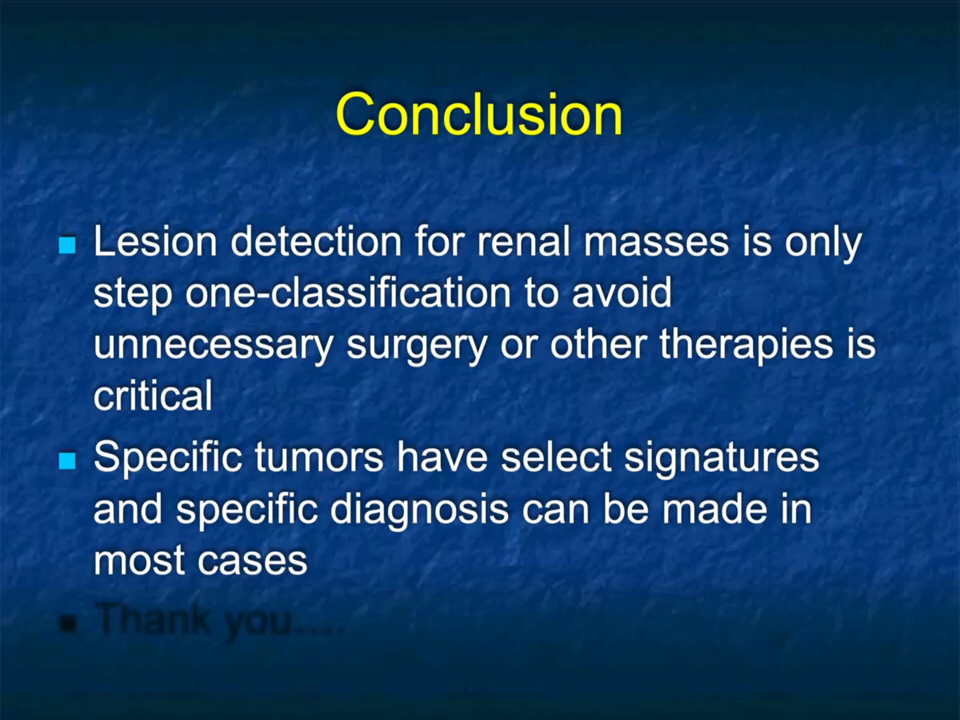 Conclusion
Lesion detection for renal masses is only
step one-classification to avoid
unnecessary surgery or other therapies is
critical
Specific tumors have select signatures
and specific diagnosis can be made in
most cases
Thank you....